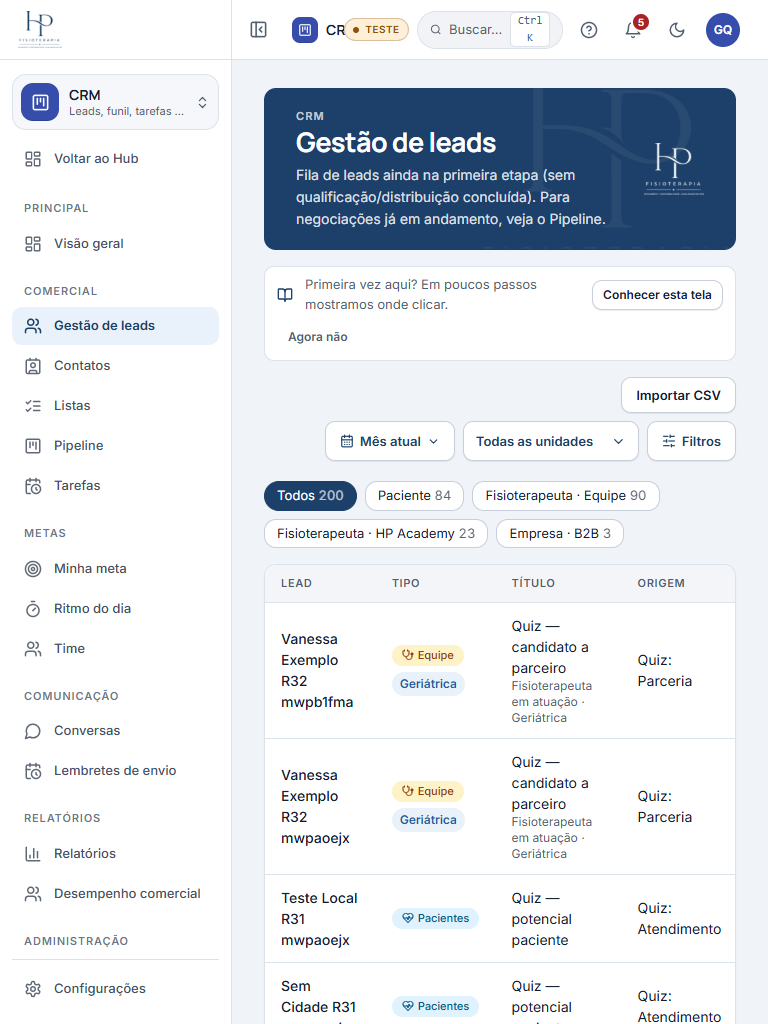 HP
FISIOTERAPIA
CRM
Leads, funil, tarefas ...
Voltar ao Hub
PRINCIPAL
Visão geral
COMERCIAL
Gestão de leads
Contatos
Listas
Pipeline
Tarefas
METAS
Minha meta
Ritmo do dia
Time
COMUNICAÇÃO
Conversas
Lembretes de envio
RELATÓRIOS
Relatórios
Desempenho comercial
ADMINISTRAÇÃO
Configurações
CR
TESTE
Buscar...
Ctrl
K
5
GQ
CRM
Gestão de leads
Fila de leads ainda na primeira etapa (sem
qualificação/distribuição concluída). Para
negociações já em andamento, veja o Pipeline.
HP
FISIOTERAPIA
Primeira vez aqui? Em poucos passos
mostramos onde clicar.
Conhecer esta tela
Agora não
Importar CSV
Mês atual
Todas as unidades
Filtros
Todos 200
Paciente 84
Fisioterapeuta · Equipe 90
Fisioterapeuta · HP Academy 23
Empresa · B2B 3
LEAD
TIPO
TÍTULO
ORIGEM
Vanessa
Exemplo
R32
mwpb1fma
Equipe
Geriátrica
Quiz —
candidato a
parceiro
Fisioterapeuta
em atuação ·
Geriátrica
Quiz:
Parceria
Vanessa
Exemplo
R32
mwpaoejx
Equipe
Geriátrica
Quiz —
candidato a
parceiro
Fisioterapeuta
em atuação ·
Geriátrica
Quiz:
Parceria
Teste Local
R31
mwpaoejx
Pacientes
Quiz —
potencial
paciente
Quiz:
Atendimento
Sem
Cidade R31
Pacientes
Quiz —
potencial
Quiz:
Atendimento